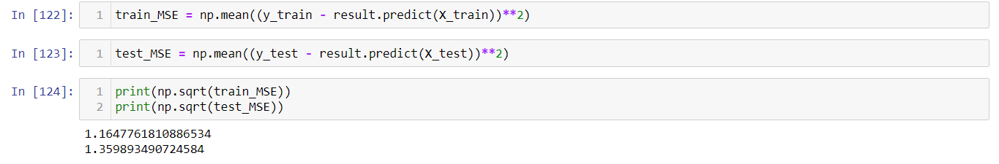 In [122]: 1 train_MSE = np.mean((y_train - result.predict(X_train))**2)
In [123]: 1 test_MSE = np.mean((y_test - result.predict(X_test))**2)
In [124]: 1 print(np.sqrt(train_MSE))
2 print(np.sqrt(test_MSE))
1.1647761810886534
1.359893490724584